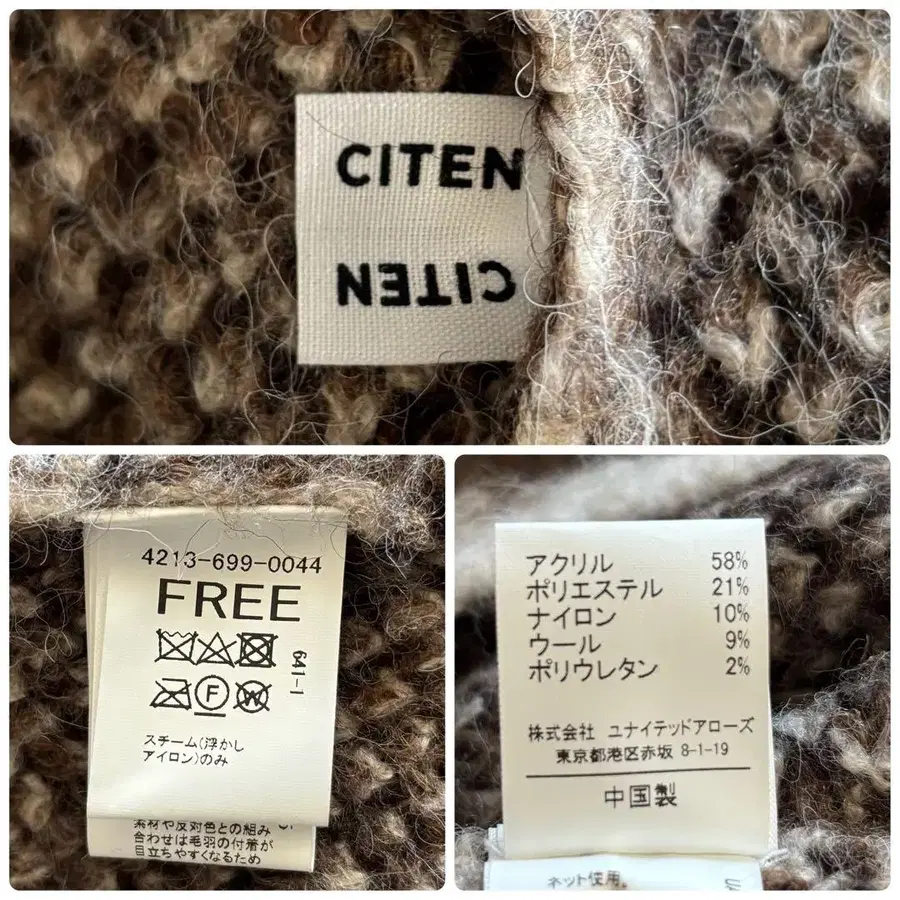 CITEN
CITEN
4213-699-0044
FREE
641-1
F
W
スチーム(浮かし
アイロン)のみ
素材や反対色との組み
合わせは毛羽の付着が
目立ちやすくなるため
アクリル 58%
ポリエステル 21%
ナイロン 10%
ウール 9%
ポリウレタン 2%
株式会社 ユナイテッドアローズ
東京都港区赤坂 8-1-19
中国製
ネット使用。